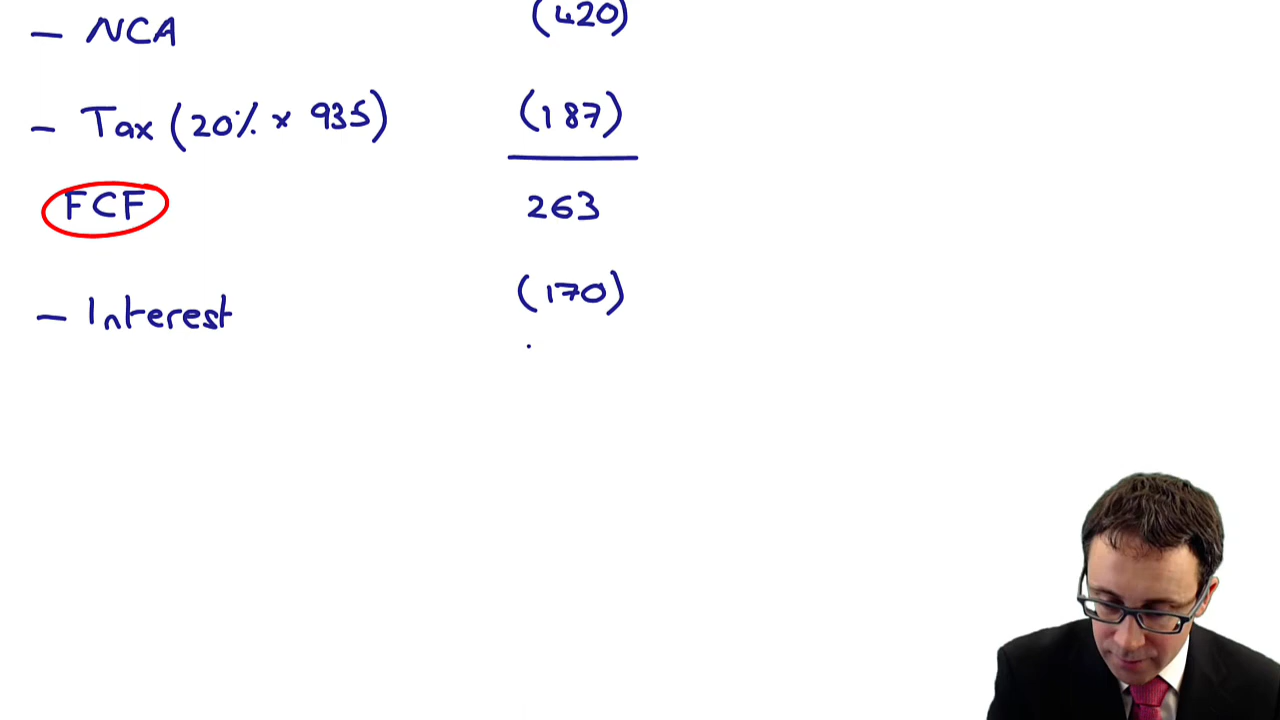 — NCA (420)
— Tax (20% × 935) (187)
FCF 263
— Interest (170)